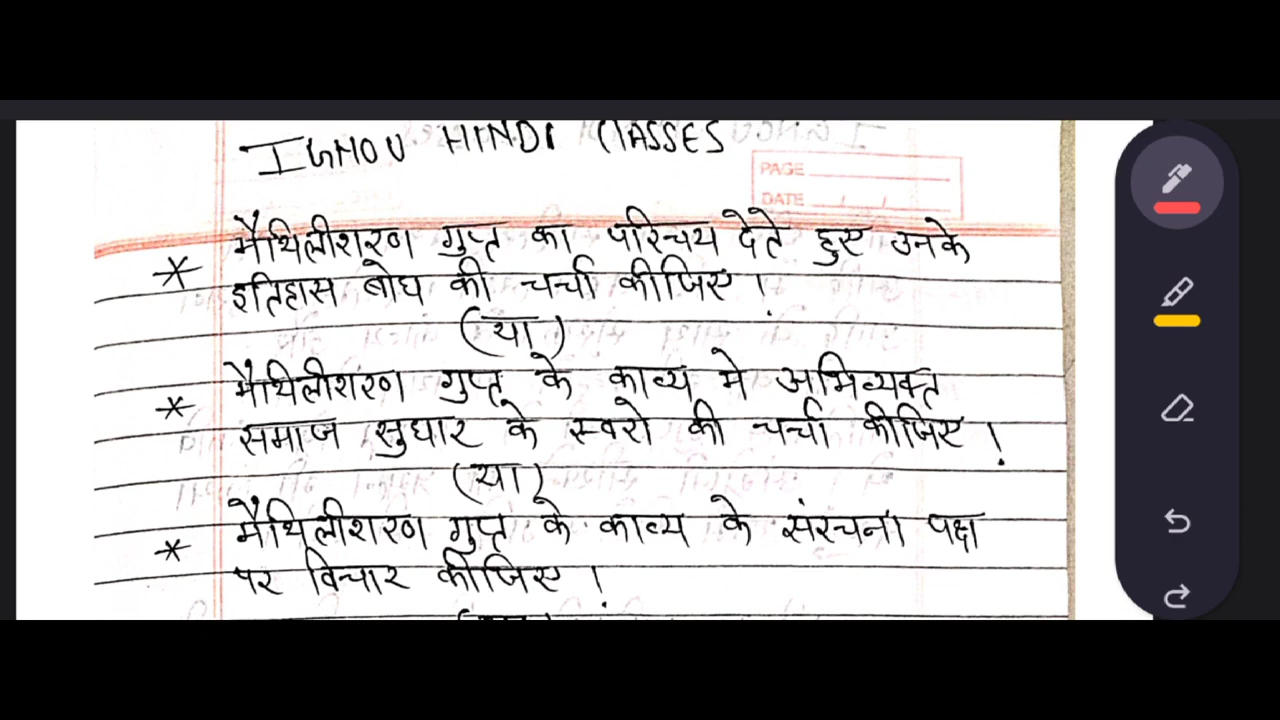 IGNOU HINDI CLASSES
PAGE
DATE
मैथिलीशरण गुप्त का परिचय देते हुए उनके
इतिहास बोध की चर्चा कीजिए।
(या)
मैथिलीशरण गुप्त के काव्य मे अभिव्यक्त
समाज सुधार के स्वरो की चर्चा कीजिए।
(या)
मैथिलीशरण गुप्त के काव्य के संरचना पक्ष
पर विचार कीजिए।